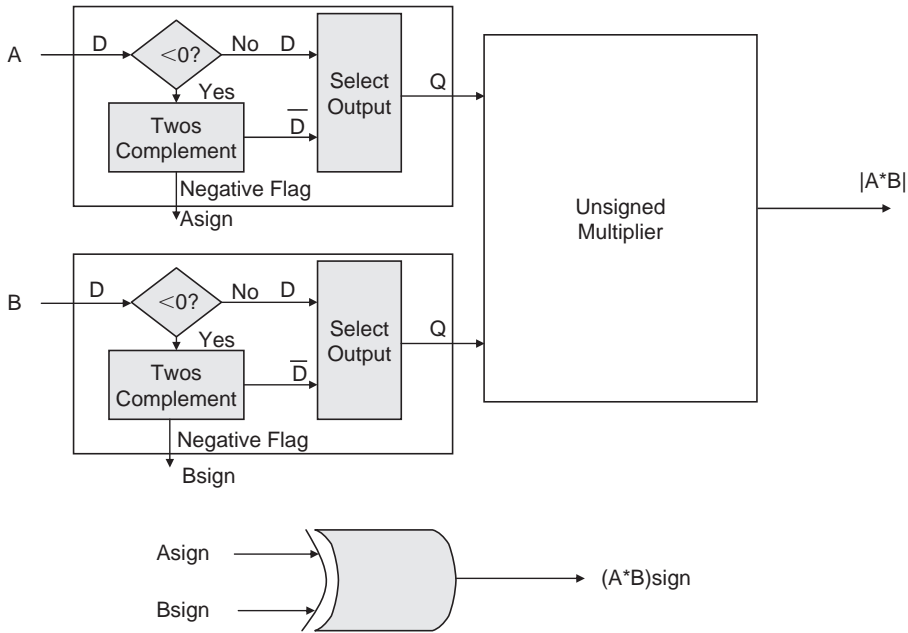 A
D
<0?
No
D
Yes
Twos
Complement
D̅
Select
Output
Q
Negative Flag
Asign
B
D
<0?
No
D
Yes
Twos
Complement
D̅
Select
Output
Q
Negative Flag
Bsign
Unsigned
Multiplier
|A*B|
Asign
Bsign
(A*B)sign